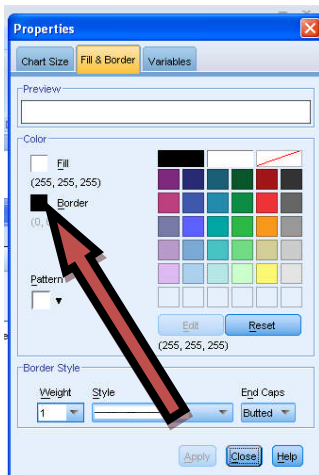 Properties
Chart Size Fill & Border Variables
Preview
Color
Fill
(255, 255, 255)
Border
(0,
Pattern
Edit Reset
(255, 255, 255)
Border Style
Weight Style End Caps
1 Butted
Apply Close Help